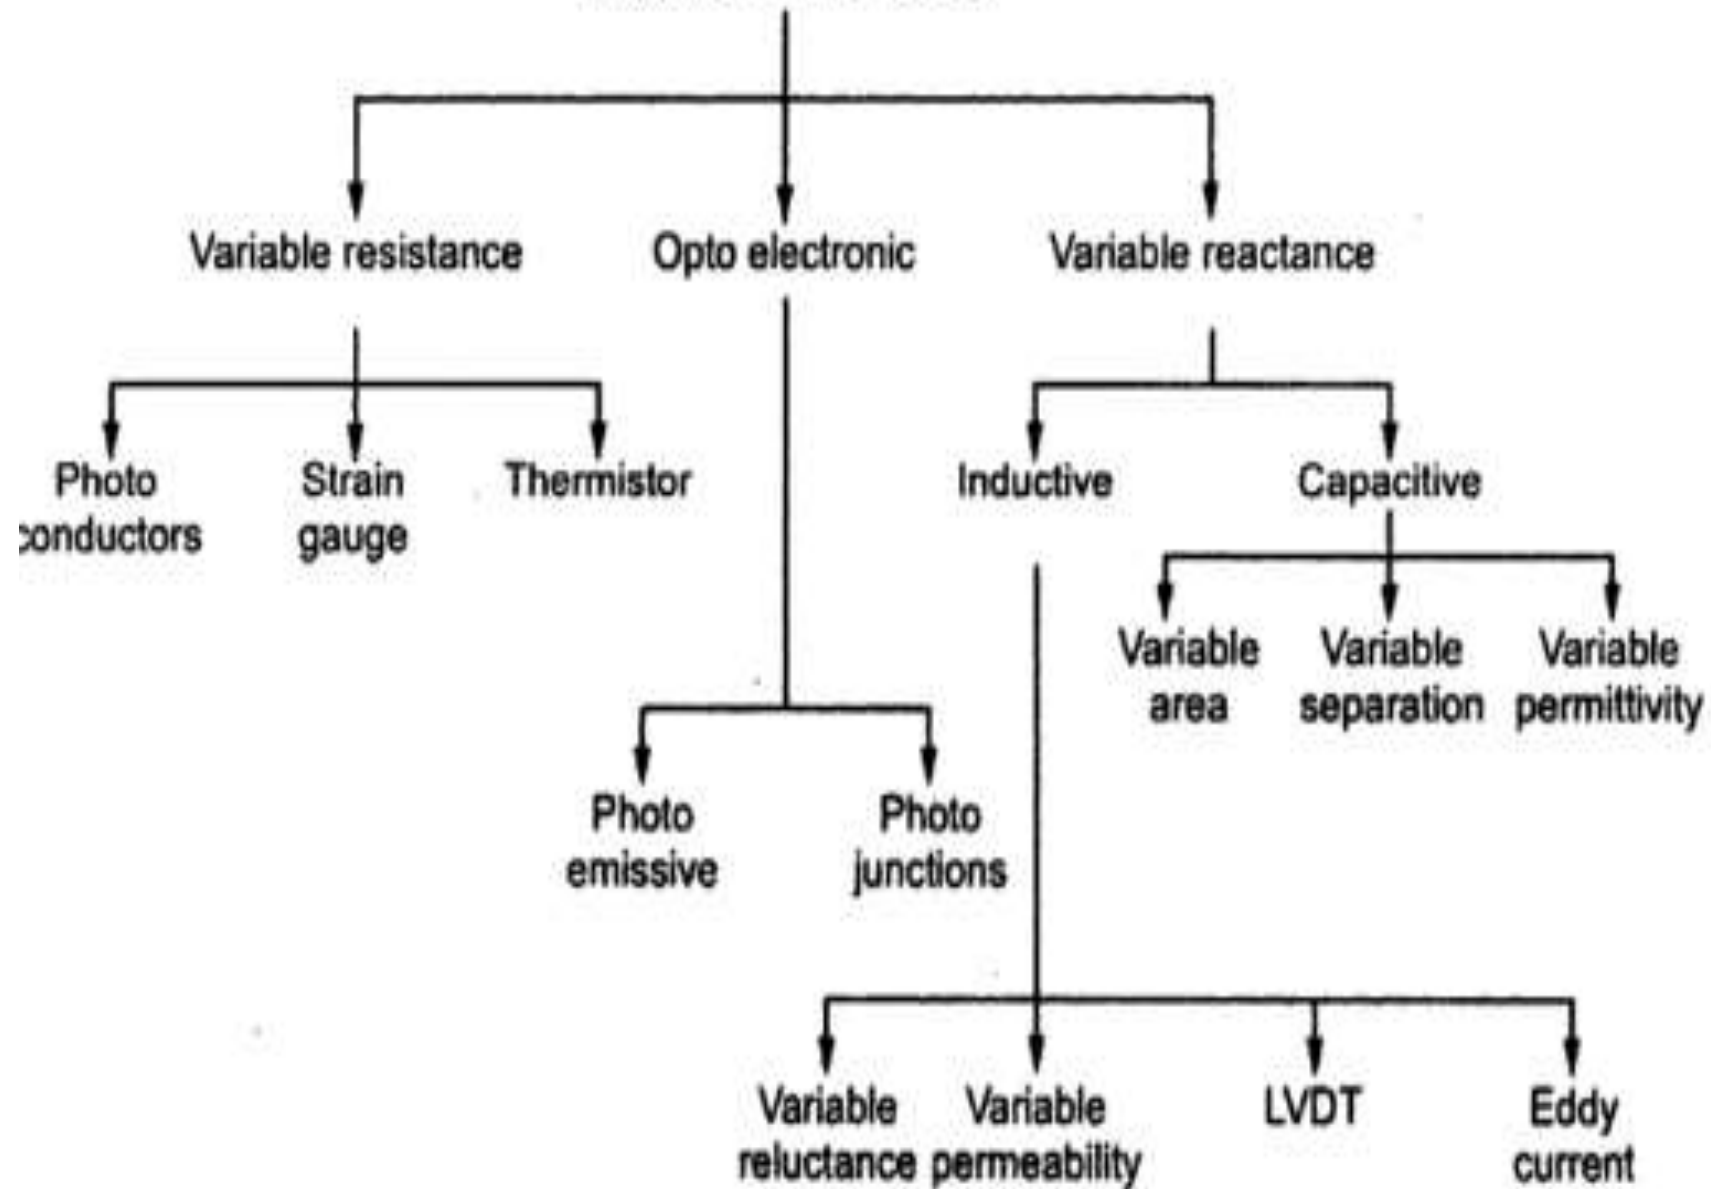 Variable resistance
Opto electronic
Variable reactance
Photo
conductors
Strain
gauge
Thermistor
Inductive
Capacitive
Variable
area
Variable
separation
Variable
permittivity
Photo
emissive
Photo
junctions
Variable
reluctance
Variable
permeability
LVDT
Eddy
current